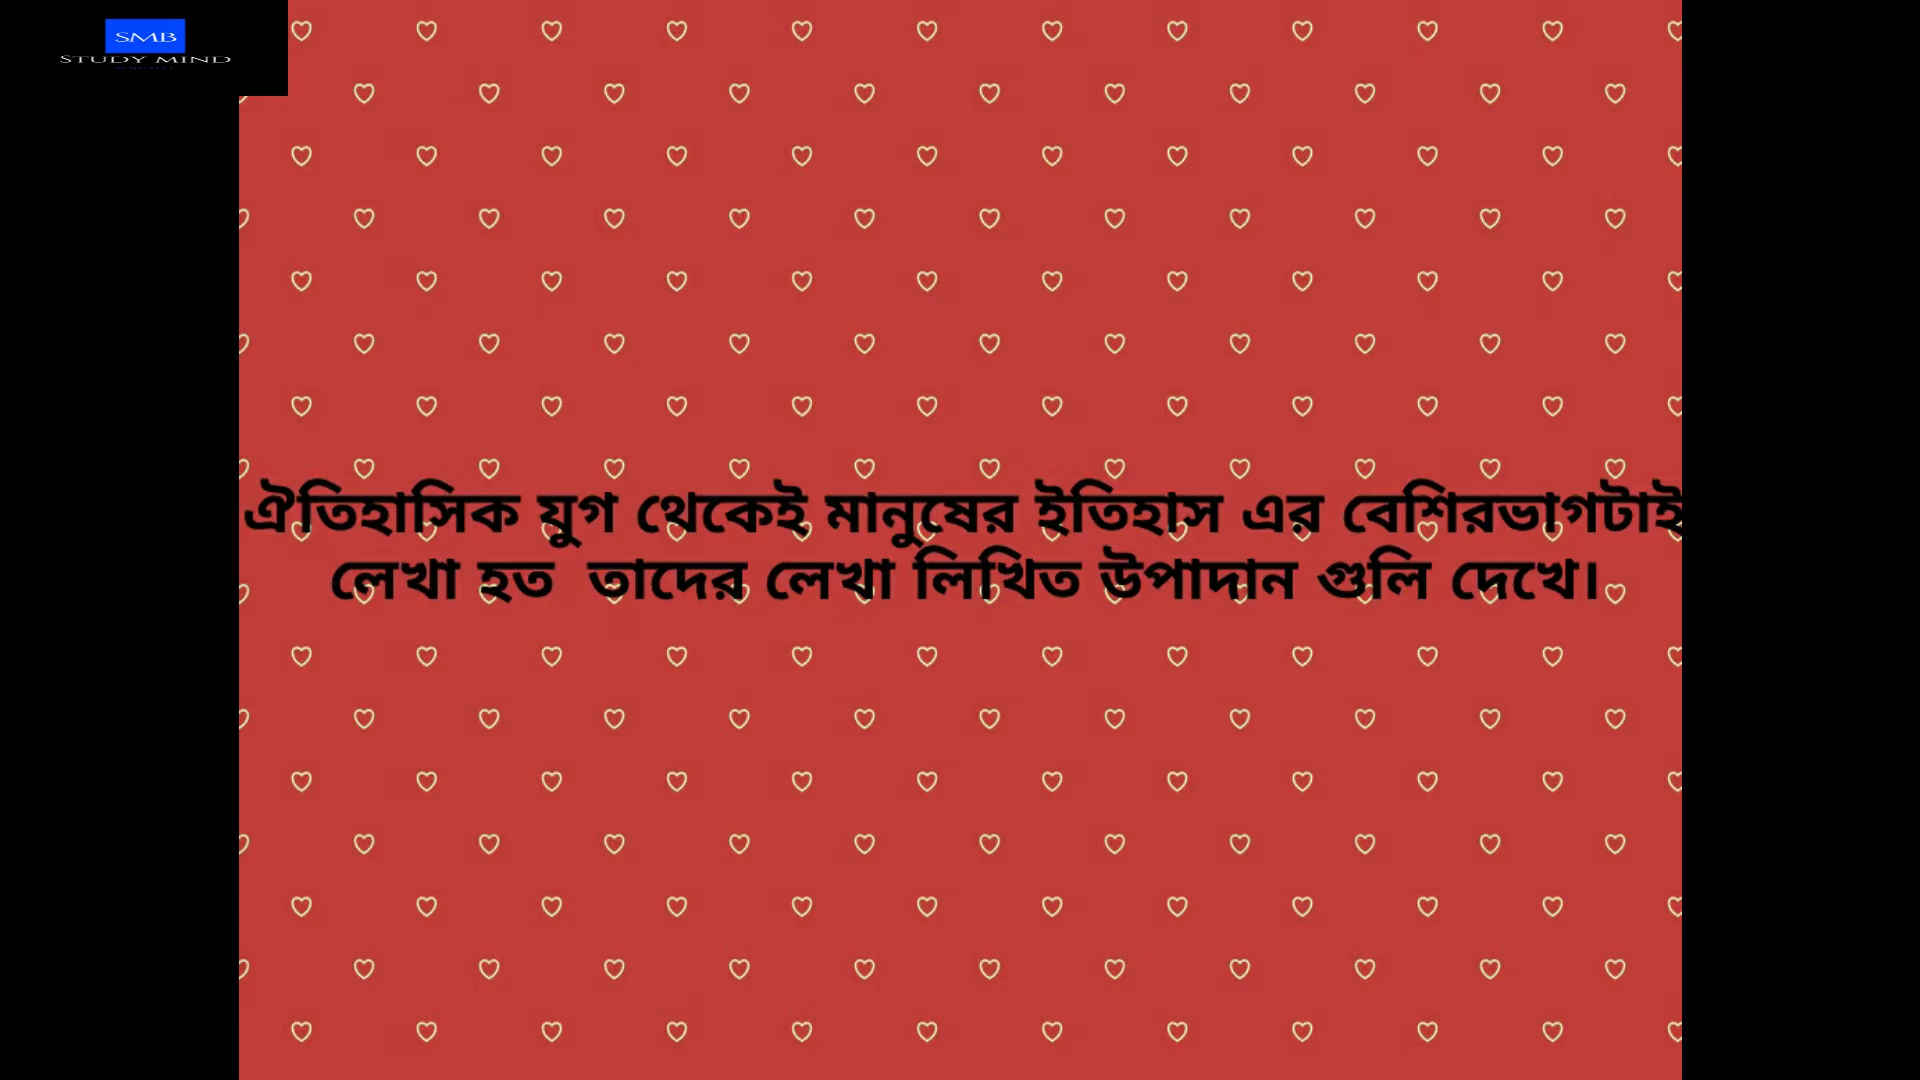 SMB
STUDY MIND
ঐতিহাসিক যুগ থেকেই মানুষের ইতিহাস এর বেশিরভাগটাই
লেখা হত তাদের লেখা লিখিত উপাদান গুলি দেখে।